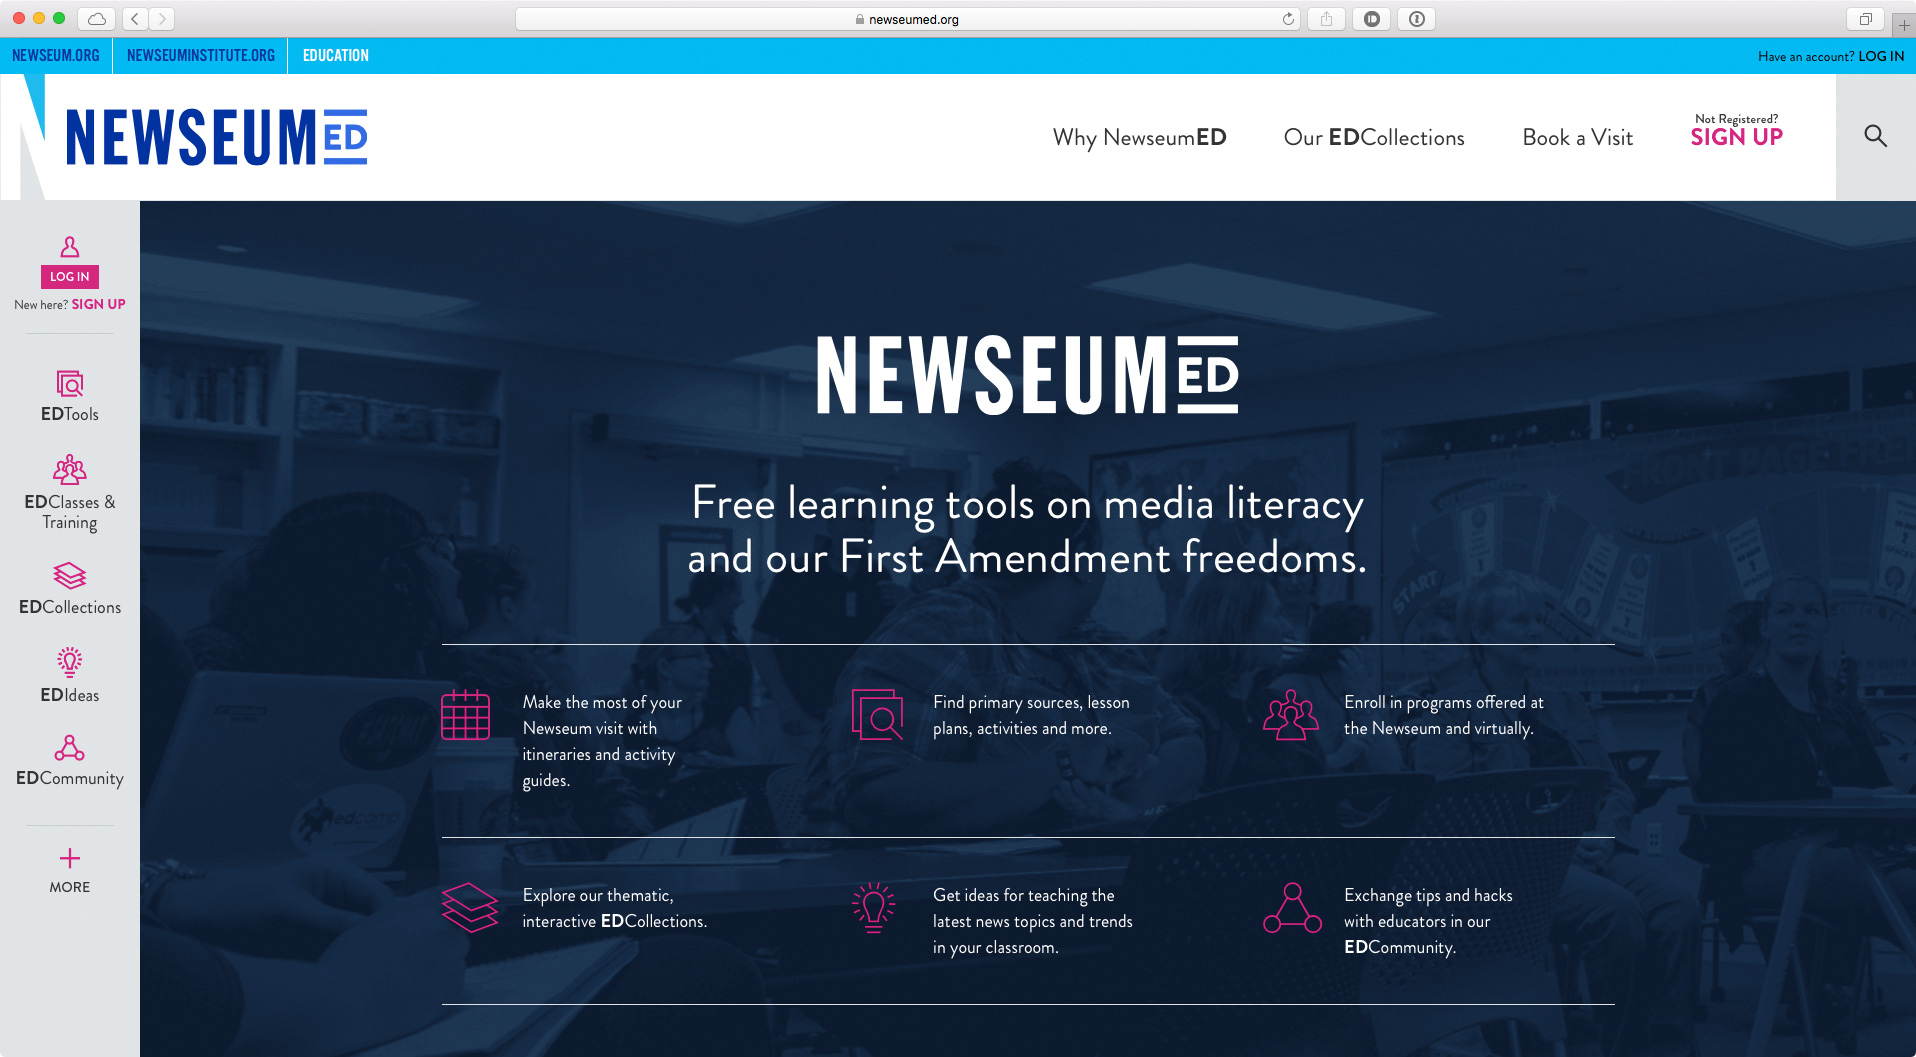 newseumed.org
NEWSEUM.ORG
NEWSEUMINSTITUTE.ORG
EDUCATION
Have an account? LOG IN
NEWSEUMED
Why NewseumED
Our EDCollections
Book a Visit
Not Registered?
SIGN UP
LOG IN
New here? SIGN UP
EDTools
EDClasses &
Training
EDCollections
EDIdeas
EDCommunity
MORE
NEWSEUMED
Free learning tools on media literacy
and our First Amendment freedoms.
Make the most of your
Newseum visit with
itineraries and activity
guides.
Find primary sources, lesson
plans, activities and more.
Enroll in programs offered at
the Newseum and virtually.
Explore our thematic,
interactive EDCollections.
Get ideas for teaching the
latest news topics and trends
in your classroom.
Exchange tips and hacks
with educators in our
EDCommunity.
START
edcamp